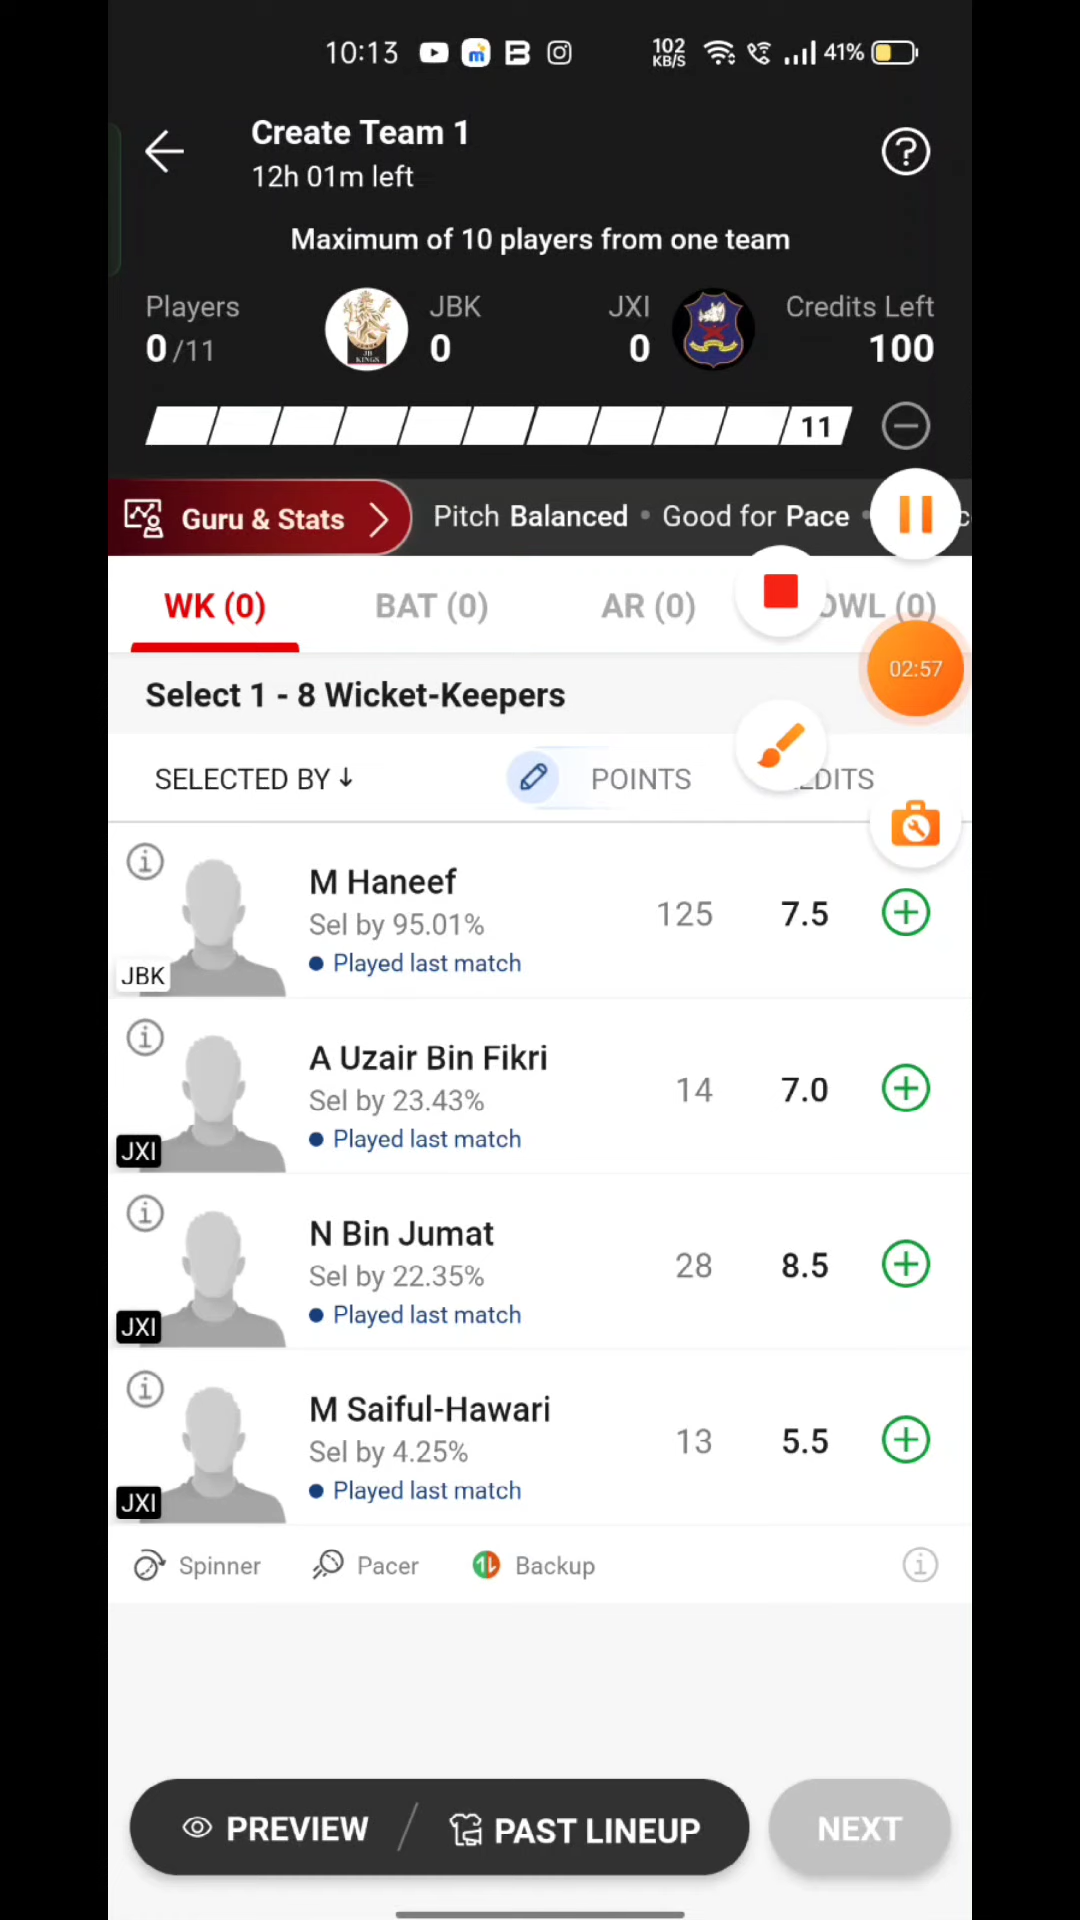 10:13
102 KB/S
41%
Create Team 1
12h 01m left
Maximum of 10 players from one team
Players
0/11
JBK
0
JXI
0
Credits Left
100
JB KINGS
11
Guru & Stats
Pitch Balanced • Good for Pace •
WK (0)
BAT (0)
AR (0)
OWL (0)
02:57
Select 1 - 8 Wicket-Keepers
SELECTED BY ↓
POINTS
EDITS
M Haneef
Sel by 95.01%
Played last match
125
7.5
JBK
A Uzair Bin Fikri
Sel by 23.43%
Played last match
14
7.0
JXI
N Bin Jumat
Sel by 22.35%
Played last match
28
8.5
JXI
M Saiful-Hawari
Sel by 4.25%
Played last match
13
5.5
JXI
Spinner
Pacer
Backup
PREVIEW / PAST LINEUP
NEXT